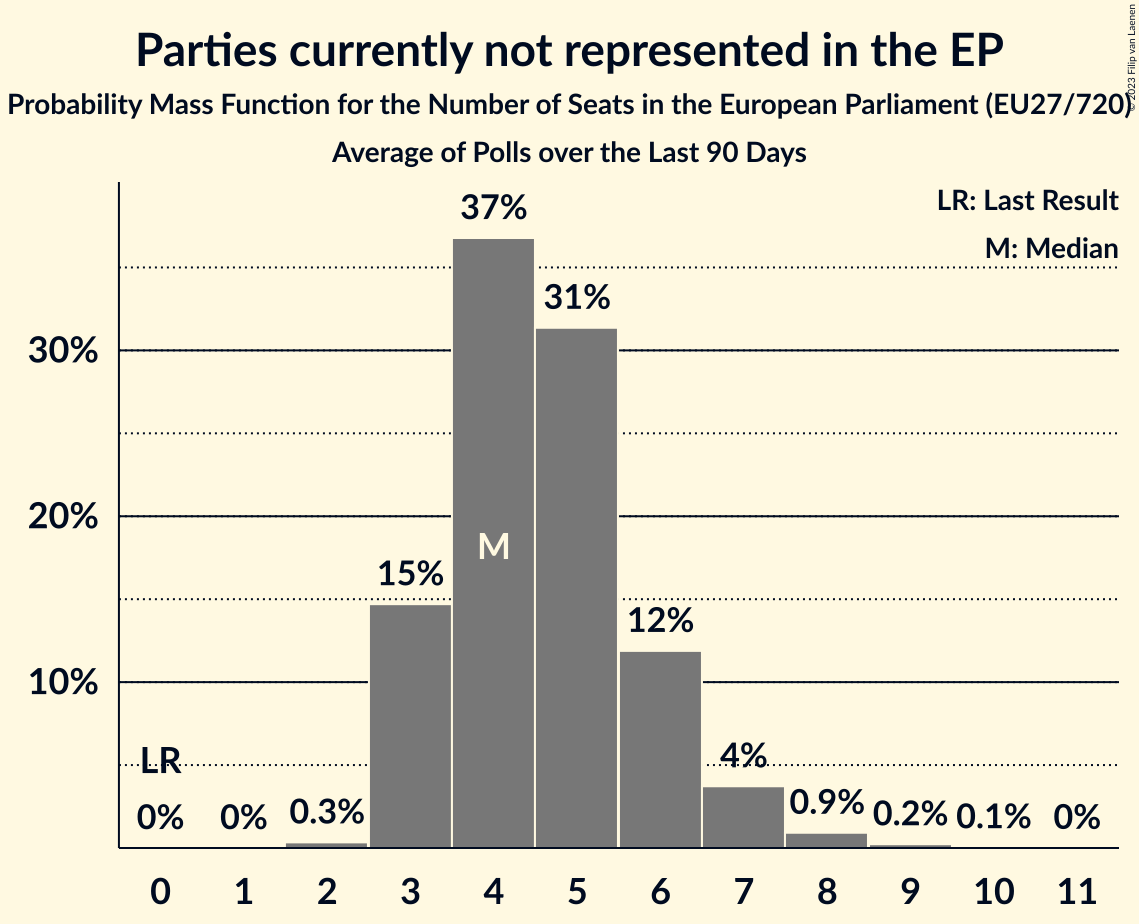 Parties currently not represented in the EP
Probability Mass Function for the Number of Seats in the European Parliament (EU27/720)
Average of Polls over the Last 90 Days
© 2023 Filip van Laenen
LR: Last Result
M: Median
37%
31%
30%
20%
M
15%
12%
10%
LR
4%
0% 0% 0.3% 0.9% 0.2% 0.1% 0%
0 1 2 3 4 5 6 7 8 9 10 11